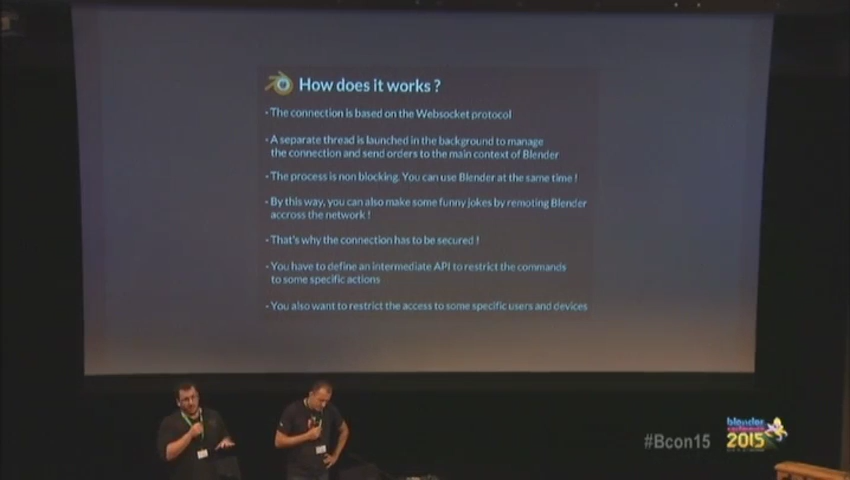 How does it works ?
- The connection is based on the Websocket protocol
- A separate thread is launched in the background to manage
the connection and send orders to the main context of Blender
- The process is non blocking. You can use Blender at the same time !
- By this way, you can also make some funny jokes by remoting Blender
accross the network !
- That's why the connection has to be secured !
- You have to define an intermediate API to restrict the commands
to some specific actions
- You also want to restrict the access to some specific users and devices
#Bcon15
blender
2015